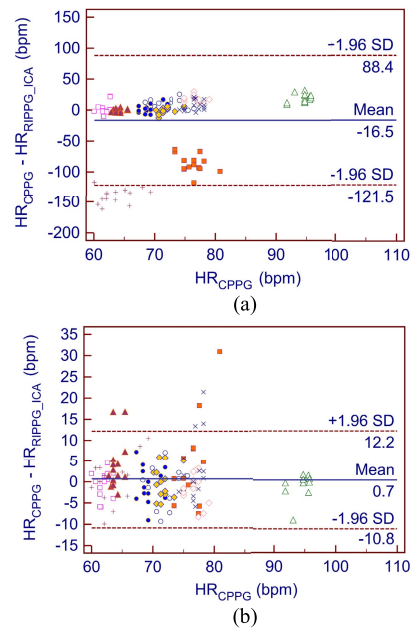 HR_CPPG - HR_RIPPG_ICA (bpm)
150
100
50
0
-50
-100
-150
-200
−1.96 SD
88.4
Mean
-16.5
-1.96 SD
-121.5
60 70 80 90 100 110
HR_CPPG (bpm)
(a)
HR_CPPG - HR_RIPPG_ICA (bpm)
35
30
25
20
15
10
5
0
-5
-10
-15
+1.96 SD
12.2
Mean
0.7
-1.96 SD
-10.8
60 70 80 90 100 110
HR_CPPG (bpm)
(b)